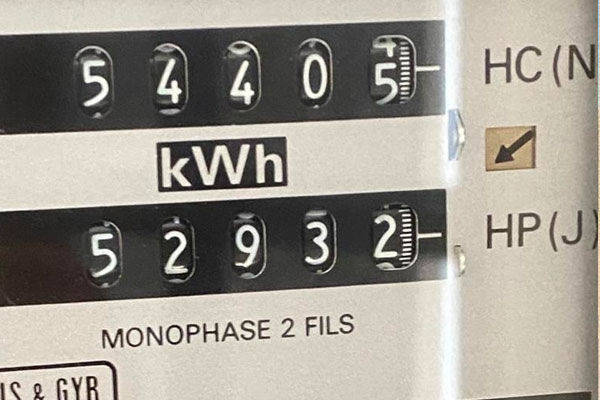 54405 HC (N
kWh
52932 HP (J)
MONOPHASE 2 FILS
IS & GYR